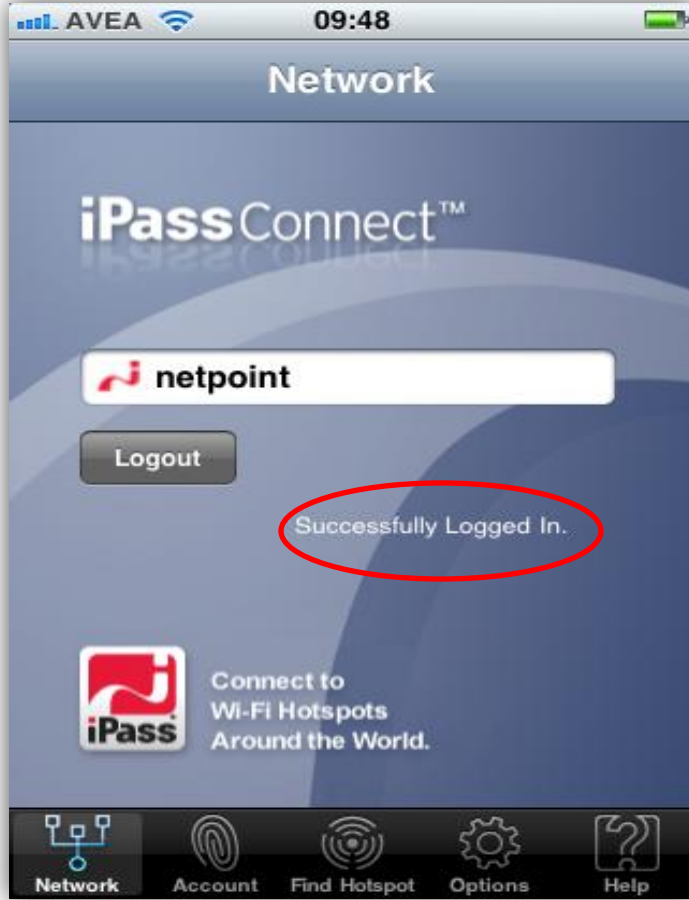 AVEA 09:48
Network
iPassConnect™
netpoint
Logout
Successfully Logged In.
iPass
Connect to
Wi-Fi Hotspots
Around the World.
Network Account Find Hotspot Options Help